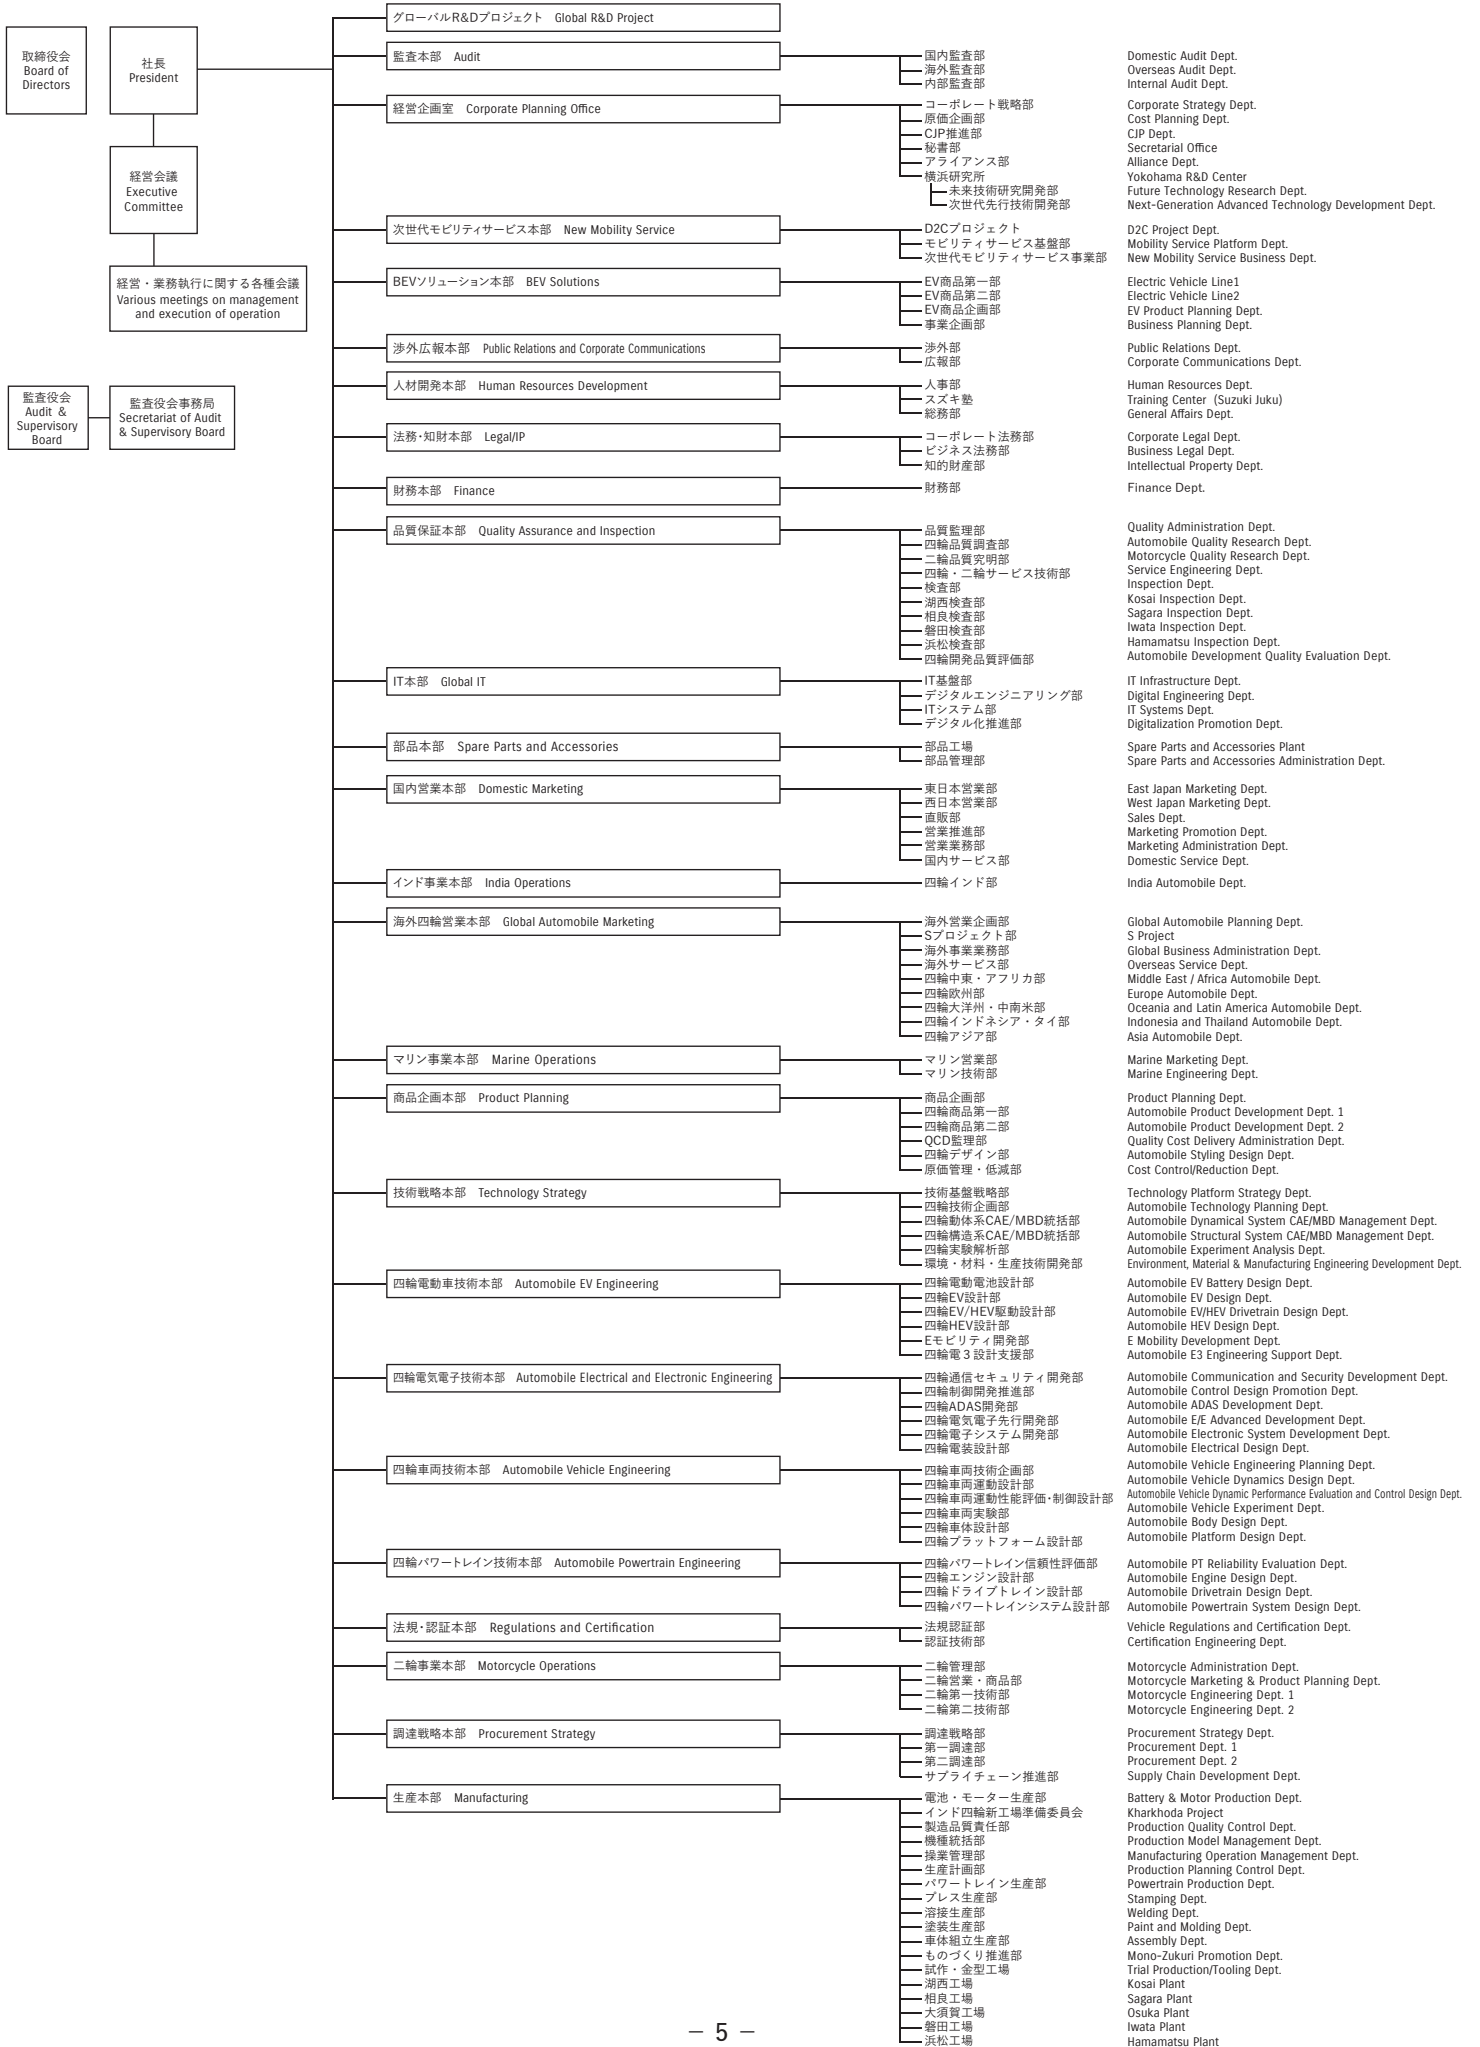 取締役会
Board of
Directors
社長
President
経営会議
Executive
Committee
経営・業務執行に関する各種会議
Various meetings on management
and execution of operation
監査役会
Audit &
Supervisory
Board
監査役会事務局
Secretariat of Audit
& Supervisory Board
グローバルR&Dプロジェクト Global R&D Project
監査本部 Audit
国内監査部 Domestic Audit Dept.
海外監査部 Overseas Audit Dept.
内部監査部 Internal Audit Dept.
経営企画室 Corporate Planning Office
コーポレート戦略部 Corporate Strategy Dept.
原価企画部 Cost Planning Dept.
CJP推進部 CJP Dept.
秘書部 Secretarial Office
アライアンス部 Alliance Dept.
横浜研究所 Yokohama R&D Center
未来技術研究開発部 Future Technology Research Dept.
次世代先行技術開発部 Next-Generation Advanced Technology Development Dept.
次世代モビリティサービス本部 New Mobility Service
D2Cプロジェクト D2C Project Dept.
モビリティサービス基盤部 Mobility Service Platform Dept.
次世代モビリティサービス事業部 New Mobility Service Business Dept.
BEVソリューション本部 BEV Solutions
EV商品第一部 Electric Vehicle Line1
EV商品第二部 Electric Vehicle Line2
EV商品企画部 EV Product Planning Dept.
事業企画部 Business Planning Dept.
渉外広報本部 Public Relations and Corporate Communications
渉外部 Public Relations Dept.
広報部 Corporate Communications Dept.
人材開発本部 Human Resources Development
人事部 Human Resources Dept.
スズキ塾 Training Center (Suzuki Juku)
総務部 General Affairs Dept.
法務・知財本部 Legal/IP
コーポレート法務部 Corporate Legal Dept.
ビジネス法務部 Business Legal Dept.
知的財産部 Intellectual Property Dept.
財務本部 Finance
財務部 Finance Dept.
品質保証本部 Quality Assurance and Inspection
品質監理部 Quality Administration Dept.
四輪品質調査部 Automobile Quality Research Dept.
二輪品質究明部 Motorcycle Quality Research Dept.
四輪・二輪サービス技術部 Service Engineering Dept.
検査部 Inspection Dept.
湖西検査部 Kosai Inspection Dept.
相良検査部 Sagara Inspection Dept.
磐田検査部 Iwata Inspection Dept.
浜松検査部 Hamamatsu Inspection Dept.
四輪開発品質評価部 Automobile Development Quality Evaluation Dept.
IT本部 Global IT
IT基盤部 IT Infrastructure Dept.
デジタルエンジニアリング部 Digital Engineering Dept.
ITシステム部 IT Systems Dept.
デジタル化推進部 Digitalization Promotion Dept.
部品本部 Spare Parts and Accessories
部品工場 Spare Parts and Accessories Plant
部品管理部 Spare Parts and Accessories Administration Dept.
国内営業本部 Domestic Marketing
東日本営業部 East Japan Marketing Dept.
西日本営業部 West Japan Marketing Dept.
直販部 Sales Dept.
営業推進部 Marketing Promotion Dept.
営業業務部 Marketing Administration Dept.
国内サービス部 Domestic Service Dept.
インド事業本部 India Operations
四輪インド部 India Automobile Dept.
海外四輪営業本部 Global Automobile Marketing
海外営業企画部 Global Automobile Planning Dept.
Sプロジェクト部 S Project
海外事業業務部 Global Business Administration Dept.
海外サービス部 Overseas Service Dept.
四輪中東・アフリカ部 Middle East / Africa Automobile Dept.
四輪欧州部 Europe Automobile Dept.
四輪大洋州・中南米部 Oceania and Latin America Automobile Dept.
四輪インドネシア・タイ部 Indonesia and Thailand Automobile Dept.
四輪アジア部 Asia Automobile Dept.
マリン事業本部 Marine Operations
マリン営業部 Marine Marketing Dept.
マリン技術部 Marine Engineering Dept.
商品企画本部 Product Planning
商品企画部 Product Planning Dept.
四輪商品第一部 Automobile Product Development Dept. 1
四輪商品第二部 Automobile Product Development Dept. 2
QCD監理部 Quality Cost Delivery Administration Dept.
四輪デザイン部 Automobile Styling Design Dept.
原価管理・低減部 Cost Control/Reduction Dept.
技術戦略本部 Technology Strategy
技術基盤戦略部 Technology Platform Strategy Dept.
四輪技術企画部 Automobile Technology Planning Dept.
四輪動体系CAE/MBD統括部 Automobile Dynamical System CAE/MBD Management Dept.
四輪構造系CAE/MBD統括部 Automobile Structural System CAE/MBD Management Dept.
四輪実験解析部 Automobile Experiment Analysis Dept.
環境・材料・生産技術開発部 Environment, Material & Manufacturing Engineering Development Dept.
四輪電動車技術本部 Automobile EV Engineering
四輪電動電池設計部 Automobile EV Battery Design Dept.
四輪EV設計部 Automobile EV Design Dept.
四輪EV/HEV駆動設計部 Automobile EV/HEV Drivetrain Design Dept.
四輪HEV設計部 Automobile HEV Design Dept.
Eモビリティ開発部 E Mobility Development Dept.
四輪電3設計支援部 Automobile E3 Engineering Support Dept.
四輪電気電子技術本部 Automobile Electrical and Electronic Engineering
四輪通信セキュリティ開発部 Automobile Communication and Security Development Dept.
四輪制御開発推進部 Automobile Control Design Promotion Dept.
四輪ADAS開発部 Automobile ADAS Development Dept.
四輪電気電子先行開発部 Automobile E/E Advanced Development Dept.
四輪電子システム開発部 Automobile Electronic System Development Dept.
四輪電装設計部 Automobile Electrical Design Dept.
四輪車両技術本部 Automobile Vehicle Engineering
四輪車両技術企画部 Automobile Vehicle Engineering Planning Dept.
四輪車両運動設計部 Automobile Vehicle Dynamics Design Dept.
四輪車両運動性能評価・制御設計部 Automobile Vehicle Dynamic Performance Evaluation and Control Design Dept.
四輪車両実験部 Automobile Vehicle Experiment Dept.
四輪車体設計部 Automobile Body Design Dept.
四輪プラットフォーム設計部 Automobile Platform Design Dept.
四輪パワートレイン技術本部 Automobile Powertrain Engineering
四輪パワートレイン信頼性評価部 Automobile PT Reliability Evaluation Dept.
四輪エンジン設計部 Automobile Engine Design Dept.
四輪ドライブトレイン設計部 Automobile Drivetrain Design Dept.
四輪パワートレインシステム設計部 Automobile Powertrain System Design Dept.
法規・認証本部 Regulations and Certification
法規認証部 Vehicle Regulations and Certification Dept.
認証技術部 Certification Engineering Dept.
二輪事業本部 Motorcycle Operations
二輪管理部 Motorcycle Administration Dept.
二輪営業・商品部 Motorcycle Marketing & Product Planning Dept.
二輪第一技術部 Motorcycle Engineering Dept. 1
二輪第二技術部 Motorcycle Engineering Dept. 2
調達戦略本部 Procurement Strategy
調達戦略部 Procurement Strategy Dept.
第一調達部 Procurement Dept. 1
第二調達部 Procurement Dept. 2
サプライチェーン推進部 Supply Chain Development Dept.
生産本部 Manufacturing
電池・モーター生産部 Battery & Motor Production Dept.
インド四輪新工場準備委員会 Kharkhoda Project
製造品質責任部 Production Quality Control Dept.
機種統括部 Production Model Management Dept.
操業管理部 Manufacturing Operation Management Dept.
生産計画部 Production Planning Control Dept.
パワートレイン生産部 Powertrain Production Dept.
プレス生産部 Stamping Dept.
溶接生産部 Welding Dept.
塗装生産部 Paint and Molding Dept.
車体組立生産部 Assembly Dept.
ものづくり推進部 Mono-Zukuri Promotion Dept.
試作・金型工場 Trial Production/Tooling Dept.
湖西工場 Kosai Plant
相良工場 Sagara Plant
大須賀工場 Osuka Plant
磐田工場 Iwata Plant
浜松工場 Hamamatsu Plant
－ 5 －